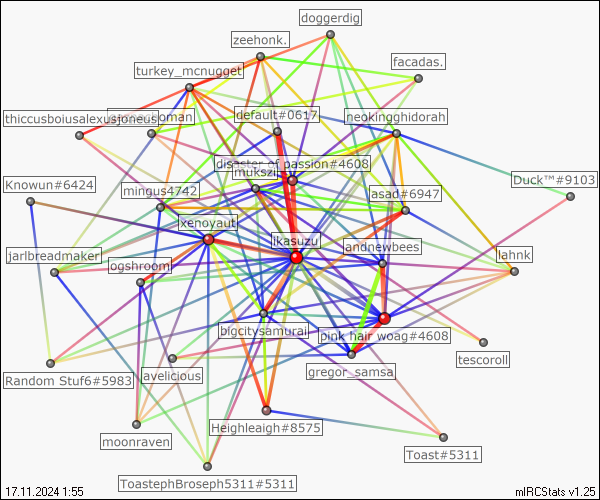 doggerdig
zeehonk.
facadas.
turkey_mcnugget
default#0617
thiccusboiusalexusjoneus
oman
neokingghidorah
disaster of passion#4608
mukszi
Duck™#9103
Knowun#6424
mingus4742
asad#6947
xenoyaut
ikasuzu
andnewbees
jarlbreadmaker
ogshroom
lahnk
bigcitysamurai
pink hair woag#4608
tescoroll
Random Stuf6#5983
avelicious
gregor_samsa
moonraven
Heighleaigh#8575
Toast#5311
ToastephBroseph5311#5311
17.11.2024 1:55
mIRCStats v1.25